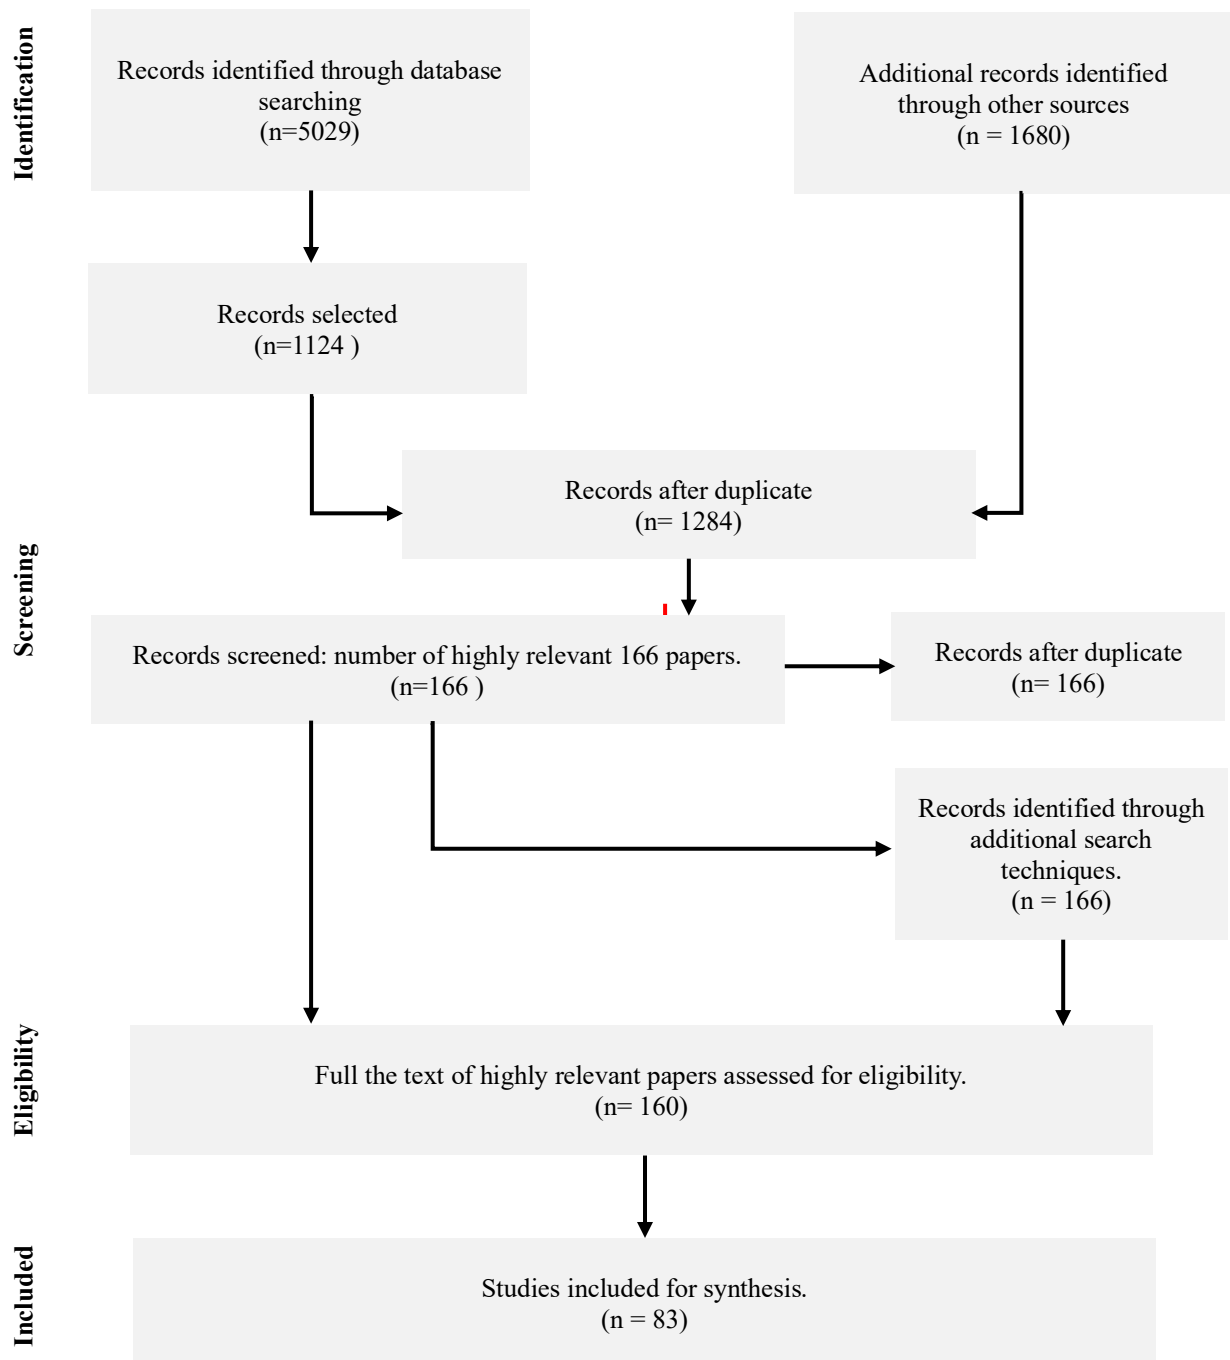 Identification
Records identified through database
searching
(n=5029)
Additional records identified
through other sources
(n = 1680)
Records selected
(n=1124 )
Records after duplicate
(n= 1284)
Screening
Records screened: number of highly relevant 166 papers.
(n=166 )
Records after duplicate
(n= 166)
Records identified through
additional search
techniques.
(n = 166)
Eligibility
Full the text of highly relevant papers assessed for eligibility.
(n= 160)
Included
Studies included for synthesis.
(n = 83)